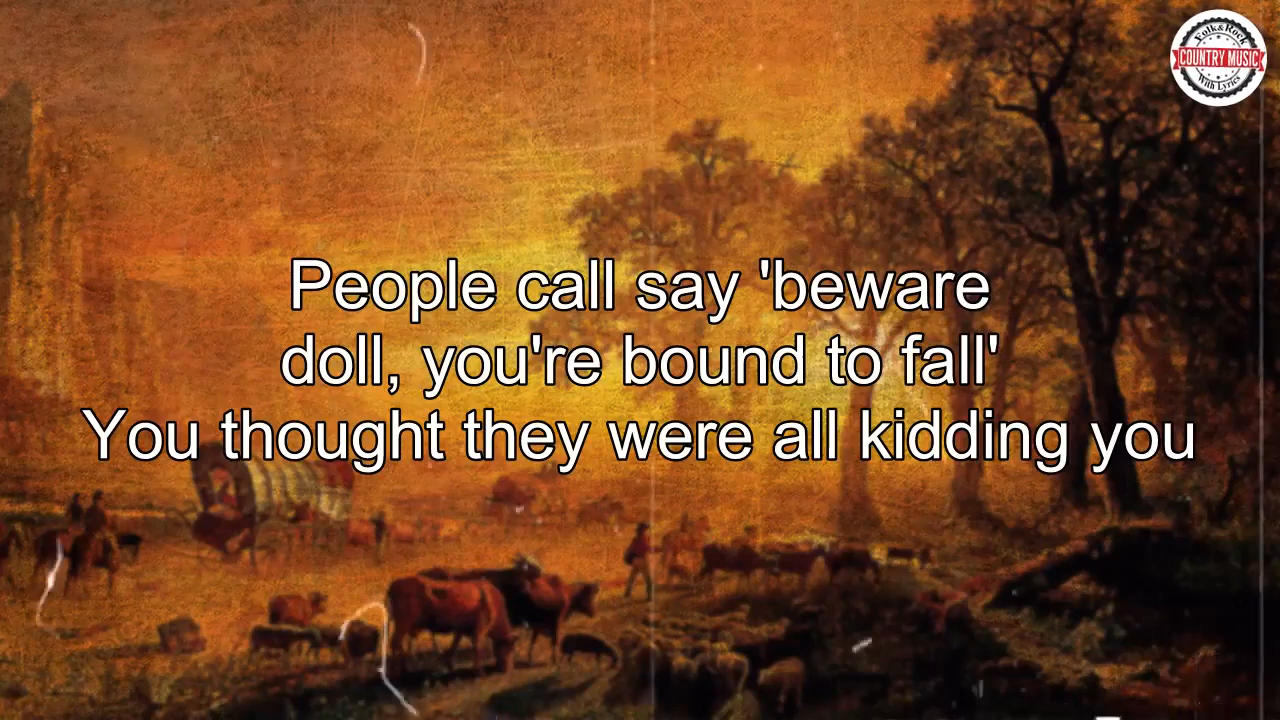 Folk&Rock
COUNTRY MUSIC
With Lyrics
People call say 'beware
doll, you're bound to fall'
You thought they were all kidding you